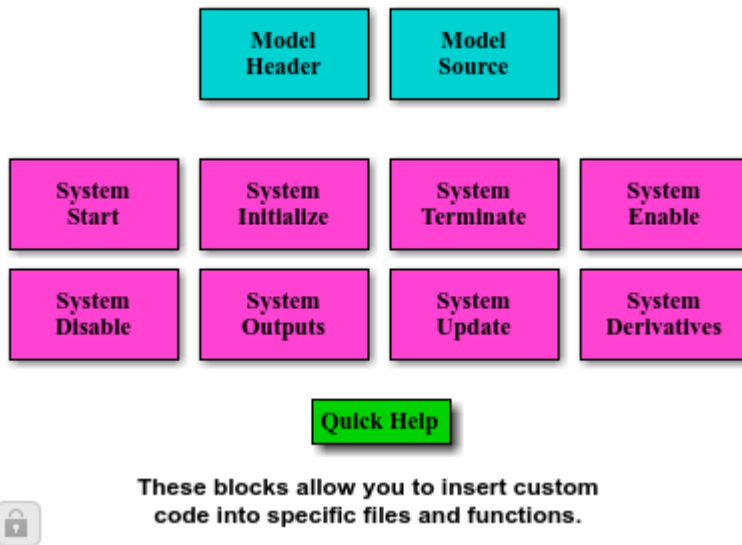 Model
Header
Model
Source
System
Start
System
Initialize
System
Terminate
System
Enable
System
Disable
System
Outputs
System
Update
System
Derivatives
Quick Help
These blocks allow you to insert custom
code into specific files and functions.